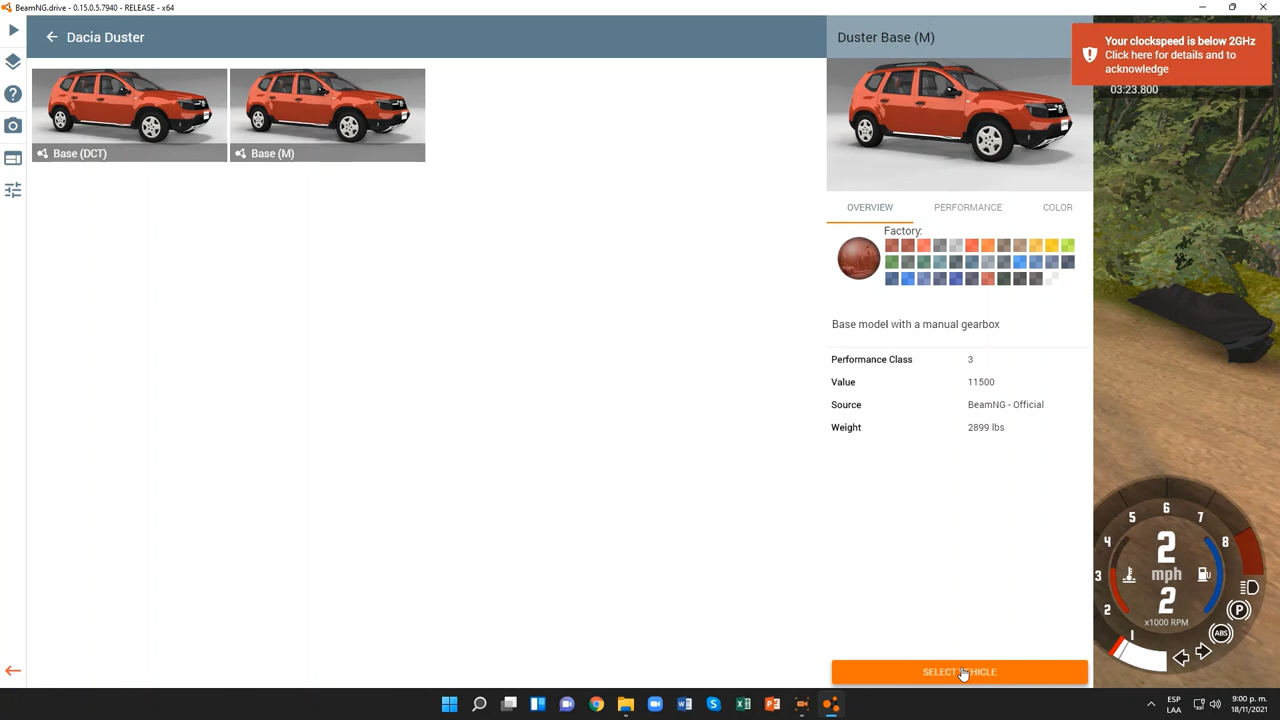 BeamNG.drive - 0.15.0.5.7940 - RELEASE - x64
Dacia Duster
Base (DCT)
Base (M)
Duster Base (M)
OVERVIEW
PERFORMANCE
COLOR
Factory:
Base model with a manual gearbox
Performance Class 3
Value 11500
Source BeamNG - Official
Weight 2899 lbs
SELECT VEHICLE
Your clockspeed is below 2GHz
Click here for details and to
acknowledge
03:23.800
1 2 3 4 5 6 7 8
2
mph
2
x1000 RPM
P
ABS
ESP
LAA
9:00 p. m.
18/11/2021